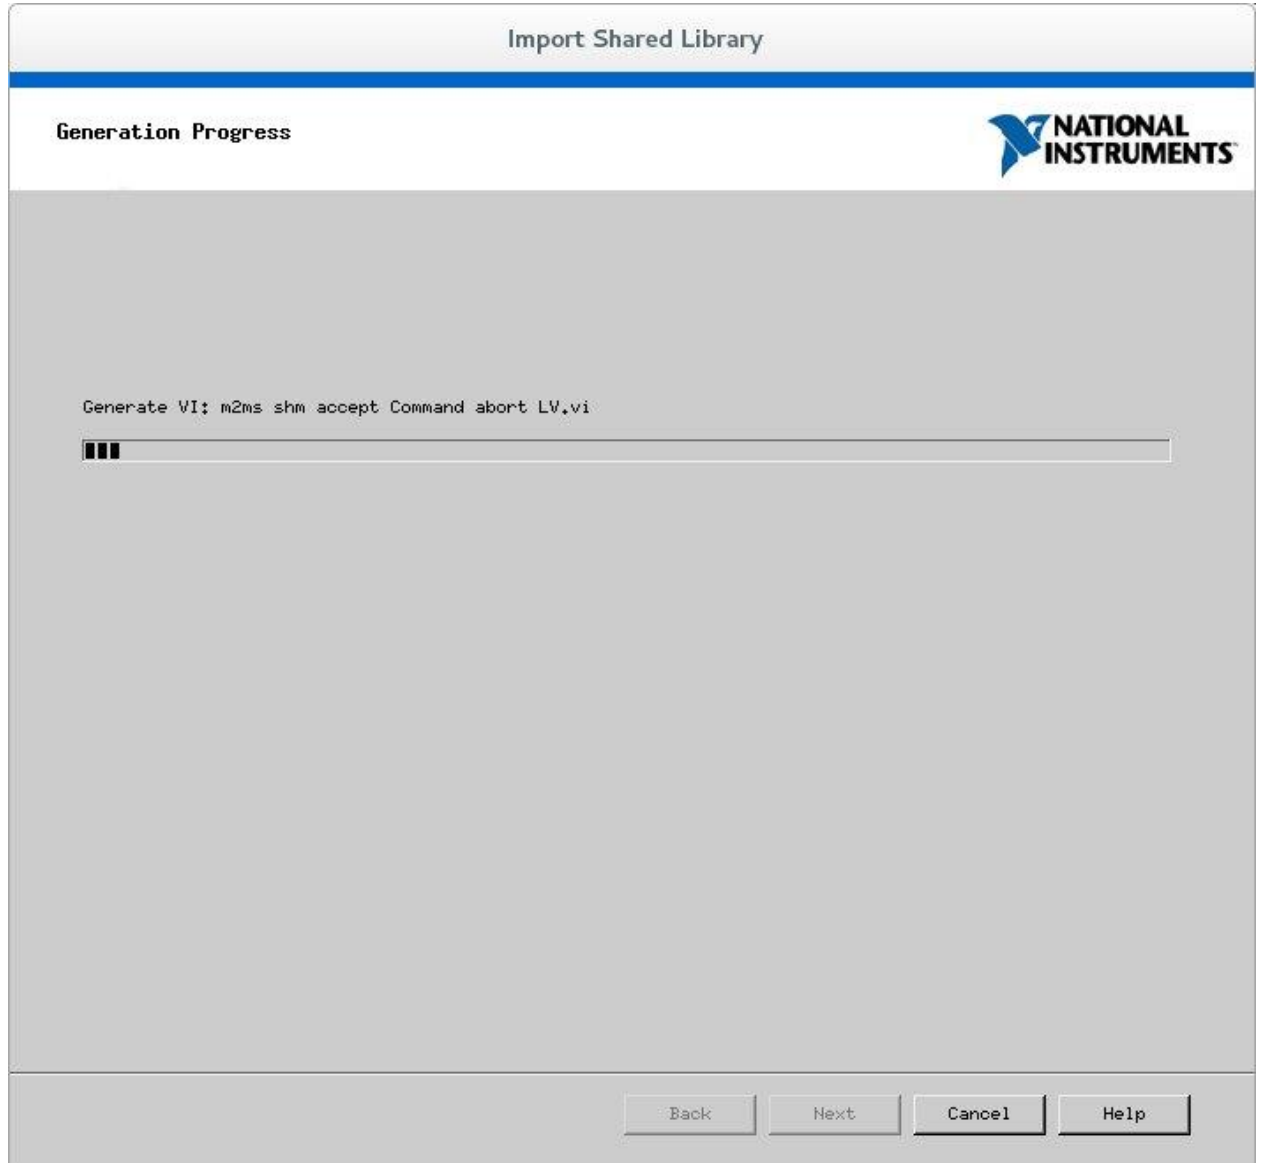 Import Shared Library
Generation Progress
NATIONAL
INSTRUMENTS
Generate VI: m2ms shm accept Command abort LV.vi
Back
Next
Cancel
Help